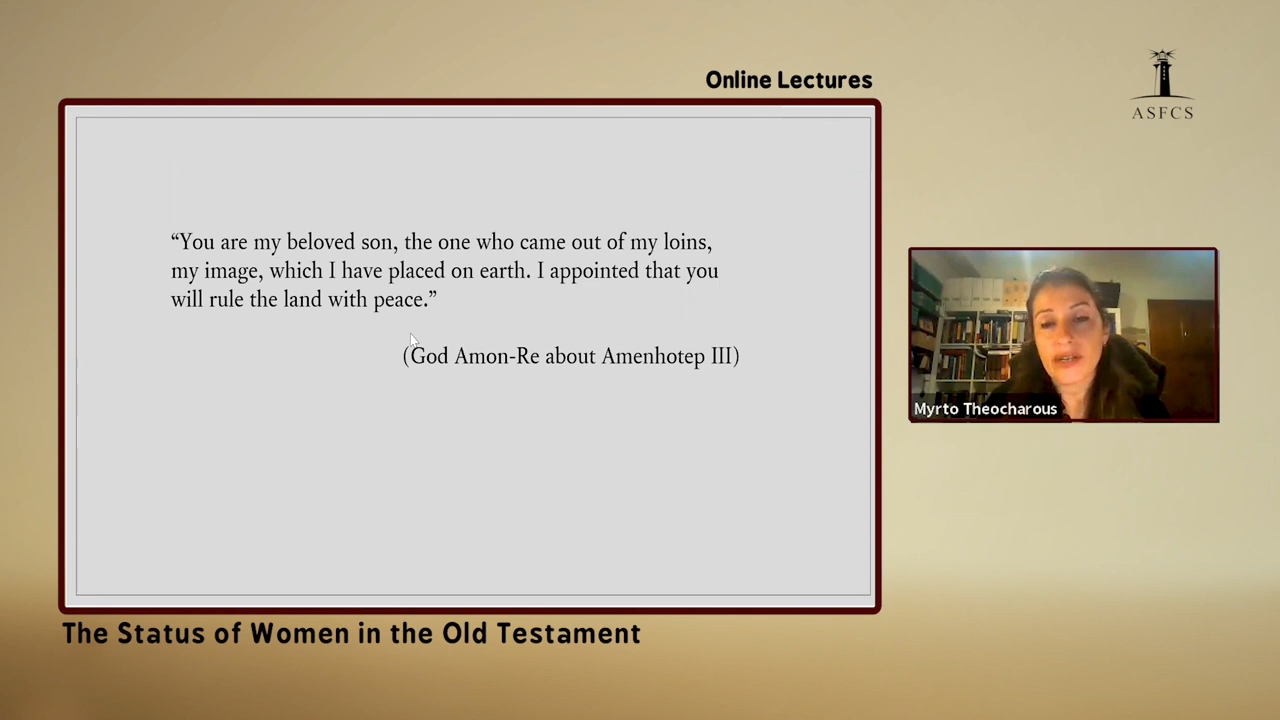 Online Lectures
ASFCS
“You are my beloved son, the one who came out of my loins,
my image, which I have placed on earth. I appointed that you
will rule the land with peace.”
(God Amon-Re about Amenhotep III)
Myrto Theocharous
The Status of Women in the Old Testament